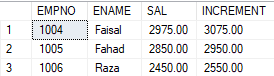 EMPNO ENAME SAL INCREMENT
1 1004 Faisal 2975.00 3075.00
2 1005 Fahad 2850.00 2950.00
3 1006 Raza 2450.00 2550.00